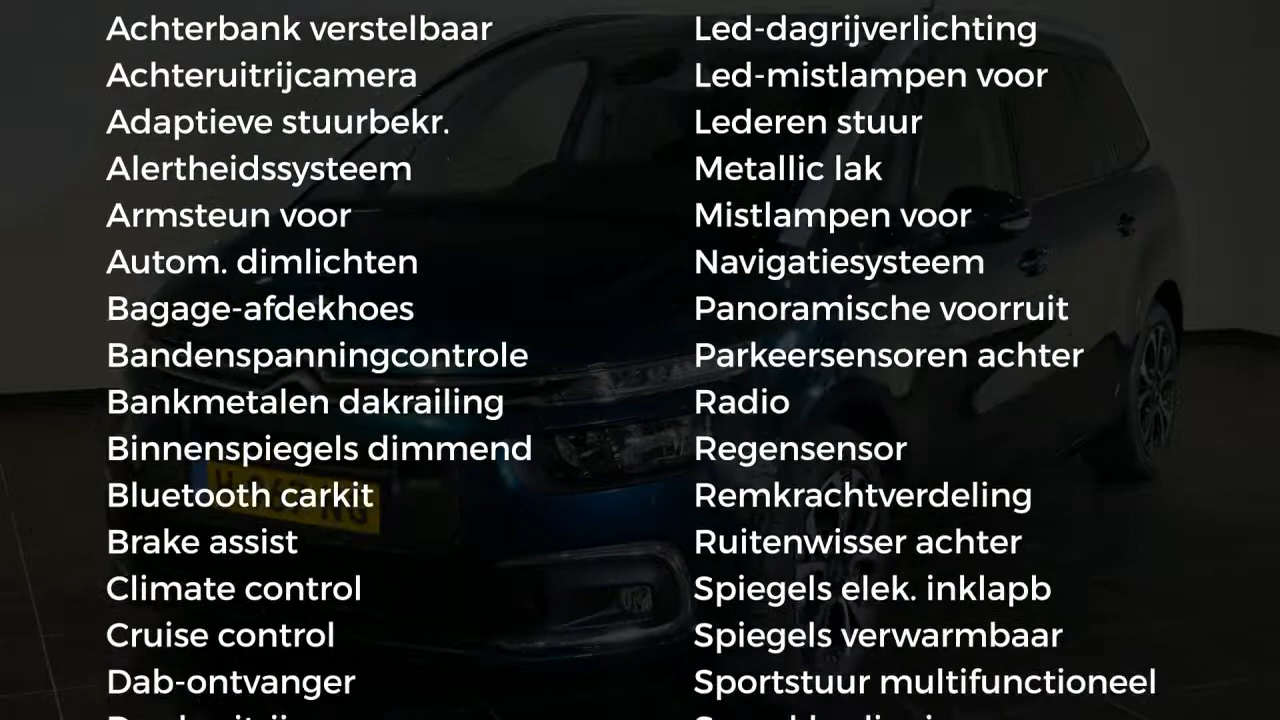 Achterbank verstelbaar
Achteruitrijcamera
Adaptieve stuurbekr.
Alertheidssysteem
Armsteun voor
Autom. dimlichten
Bagage-afdekhoes
Bandenspanningcontrole
Bankmetalen dakrailing
Binnenspiegels dimmend
Bluetooth carkit
Brake assist
Climate control
Cruise control
Dab-ontvanger
Led-dagrijverlichting
Led-mistlampen voor
Lederen stuur
Metallic lak
Mistlampen voor
Navigatiesysteem
Panoramische voorruit
Parkeersensoren achter
Radio
Regensensor
Remkrachtverdeling
Ruitenwisser achter
Spiegels elek. inklapb
Spiegels verwarmbaar
Sportstuur multifunctioneel